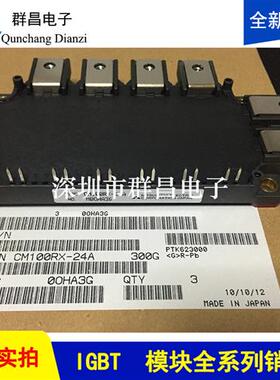 群昌电子
Qunchang Dianzi
全新
深圳市群昌电子
3 00HA3G
/N
PTK623000
N CM100RX-24A 300G <G>R-Pb
00HA3G QTY 3
10/10/12
MADE IN JAPAN
实拍 IGBT 模块全系列销